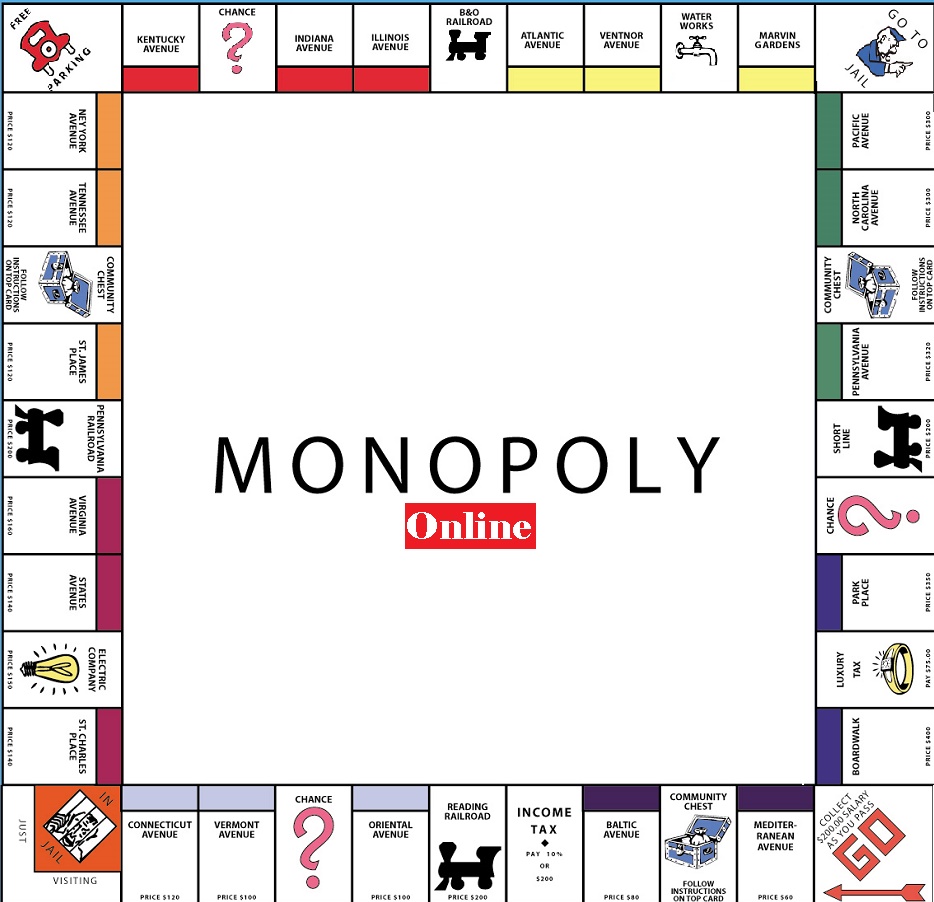 FREE
PARKING
KENTUCKY
AVENUE
CHANCE
INDIANA
AVENUE
ILLINOIS
AVENUE
B&O
RAILROAD
ATLANTIC
AVENUE
VENTNOR
AVENUE
WATER
WORKS
MARVIN
GARDENS
GO TO
JAIL
NEY YORK
AVENUE
PRICE $120
TENNESSEE
AVENUE
PRICE $120
COMMUNITY
CHEST
FOLLOW
INSTRUCTIONS
ON TOP CARD
ST. JAMES
PLACE
PRICE $120
PENNSYLVANIA
RAILROAD
PRICE $200
VIRGINIA
AVENUE
PRICE $160
STATES
AVENUE
PRICE $140
ELECTRIC
COMPANY
PRICE $150
ST. CHARLES
PLACE
PRICE $140
MONOPOLY
Online
PACIFIC
AVENUE
PRICE $300
NORTH
CAROLINA
AVENUE
PRICE $300
COMMUNITY
CHEST
FOLLOW
INSTRUCTIONS
ON TOP CARD
PENNSYLVANIA
AVENUE
PRICE $320
SHORT
LINE
PRICE $200
CHANCE
PARK
PLACE
PRICE $350
LUXURY
TAX
PAY $75.00
BOARDWALK
PRICE $400
IN
JAIL
JUST
VISITING
CONNECTICUT
AVENUE
PRICE $120
VERMONT
AVENUE
PRICE $100
CHANCE
ORIENTAL
AVENUE
PRICE $100
READING
RAILROAD
PRICE $200
INCOME
TAX
PAY 10%
OR
$200
BALTIC
AVENUE
PRICE $80
COMMUNITY
CHEST
FOLLOW
INSTRUCTIONS
ON TOP CARD
MEDITER-
RANEAN
AVENUE
PRICE $60
COLLECT
$200.00 SALARY
AS YOU PASS
GO